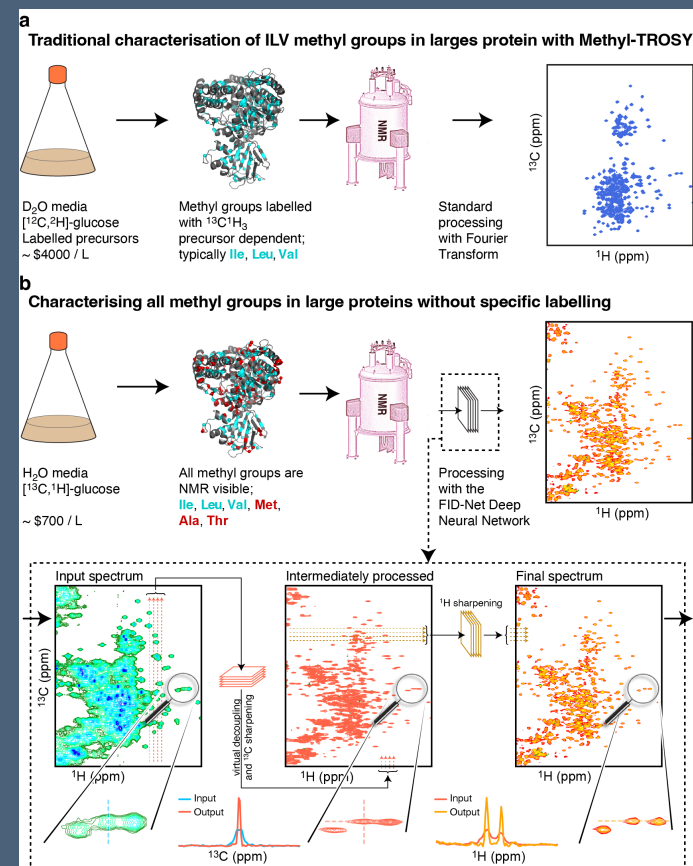 a
Traditional characterisation of ILV methyl groups in larges protein with Methyl-TROSY
NMR
¹³C (ppm)
¹H (ppm)
D₂O media
[¹²C,²H]-glucose
Labelled precursors
~ $4000 / L
Methyl groups labelled
with ¹³C¹H₃
precursor dependent;
typically Ile, Leu, Val
Standard
processing
with Fourier
Transform
b
Characterising all methyl groups in large proteins without specific labelling
NMR
¹³C (ppm)
¹H (ppm)
H₂O media
[¹³C,¹H]-glucose
~ $700 / L
All methyl groups are
NMR visible;
Ile, Leu, Val, Met,
Ala, Thr
Processing
with the
FID-Net Deep
Neural Network
Input spectrum
¹³C (ppm)
¹H (ppm)
virtual decoupling
and ¹³C sharpening
Intermediately processed
¹H (ppm)
¹H sharpening
Final spectrum
¹H (ppm)
Input
Output
¹³C (ppm)
Input
Output
¹H (ppm)